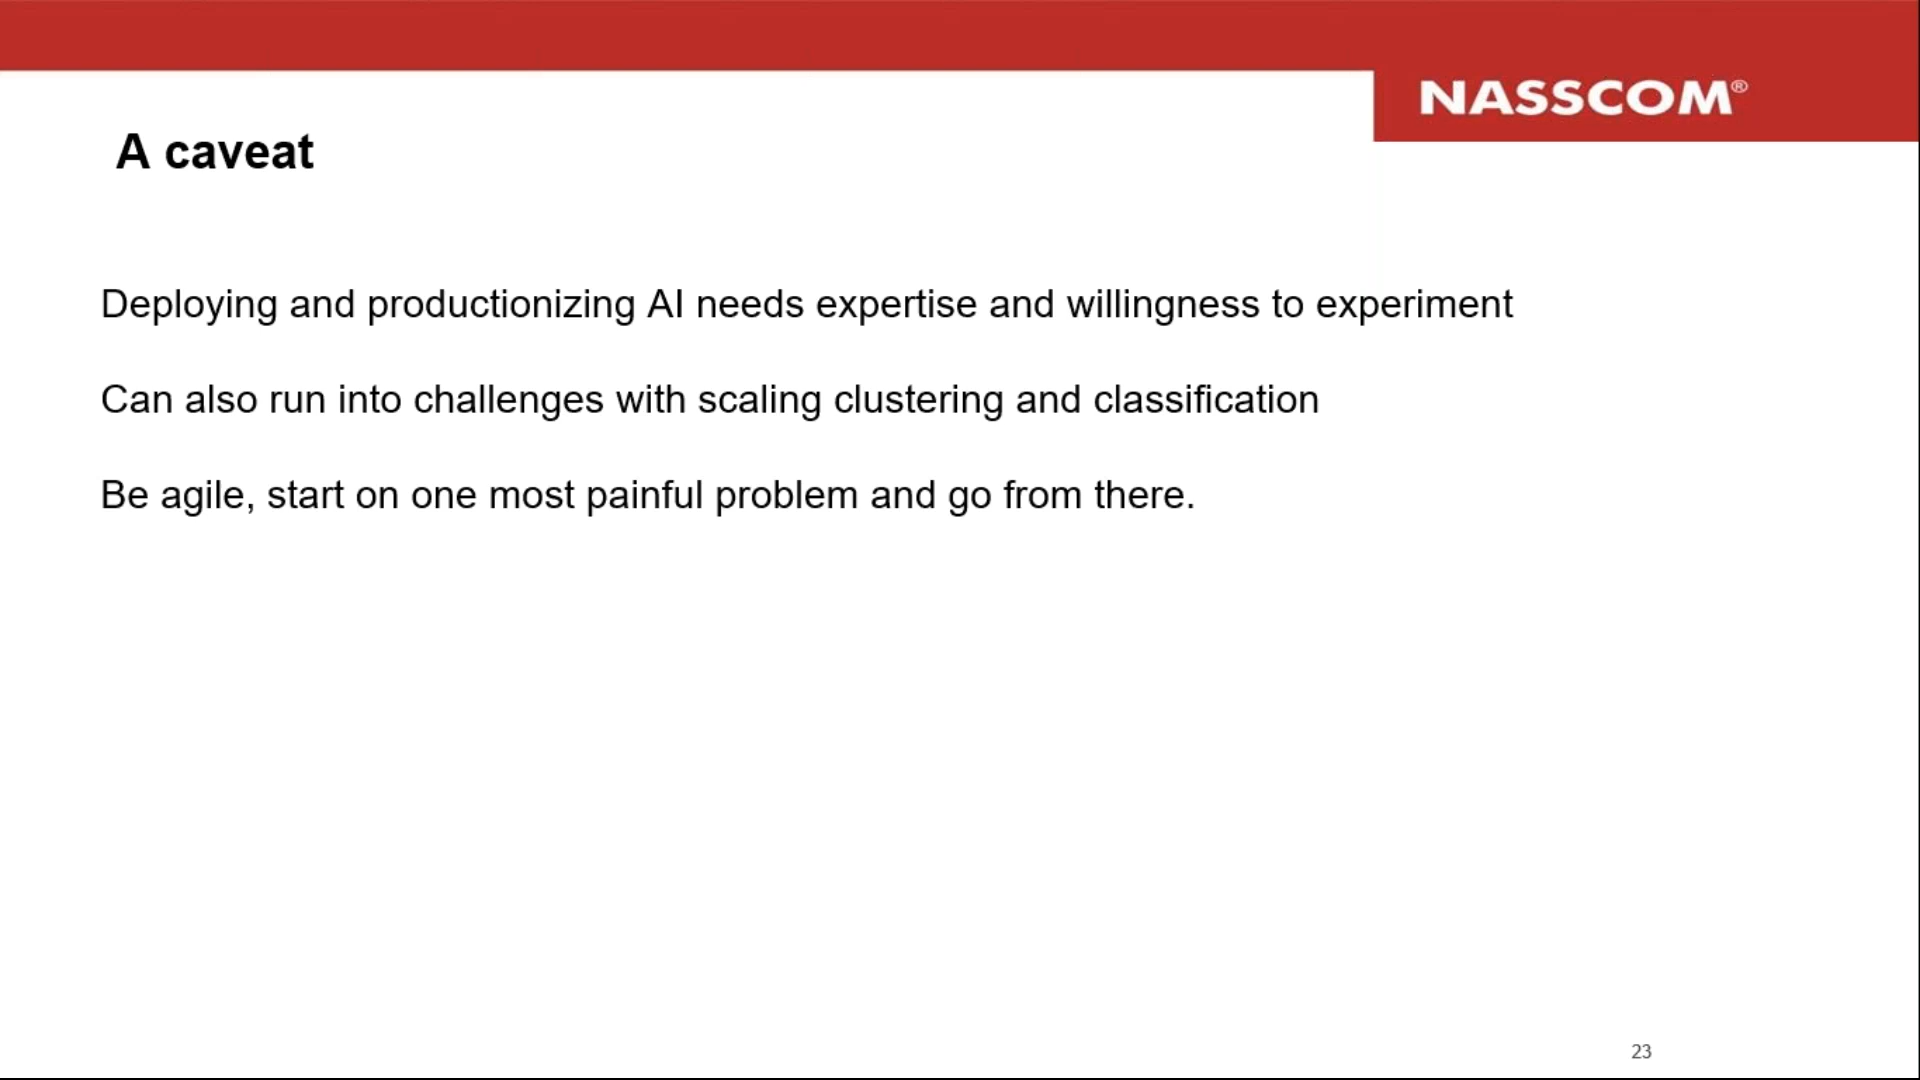 NASSCOM®
A caveat
Deploying and productionizing AI needs expertise and willingness to experiment
Can also run into challenges with scaling clustering and classification
Be agile, start on one most painful problem and go from there.
23